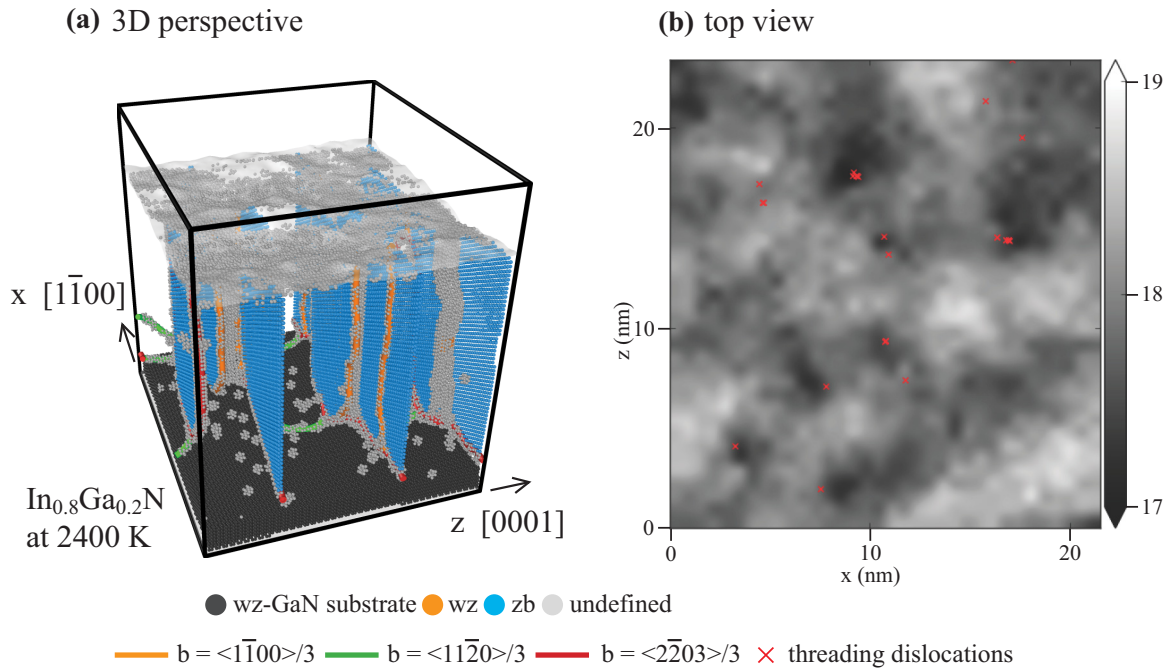 (a) 3D perspective
(b) top view
x [11̅00]
In0.8Ga0.2N
at 2400 K
z [0001]
19
18
17
20
10
0
z (nm)
0
10
20
x (nm)
wz-GaN substrate
wz
zb
undefined
b = <11̅00>/3
b = <112̅0>/3
b = <22̅03>/3
threading dislocations